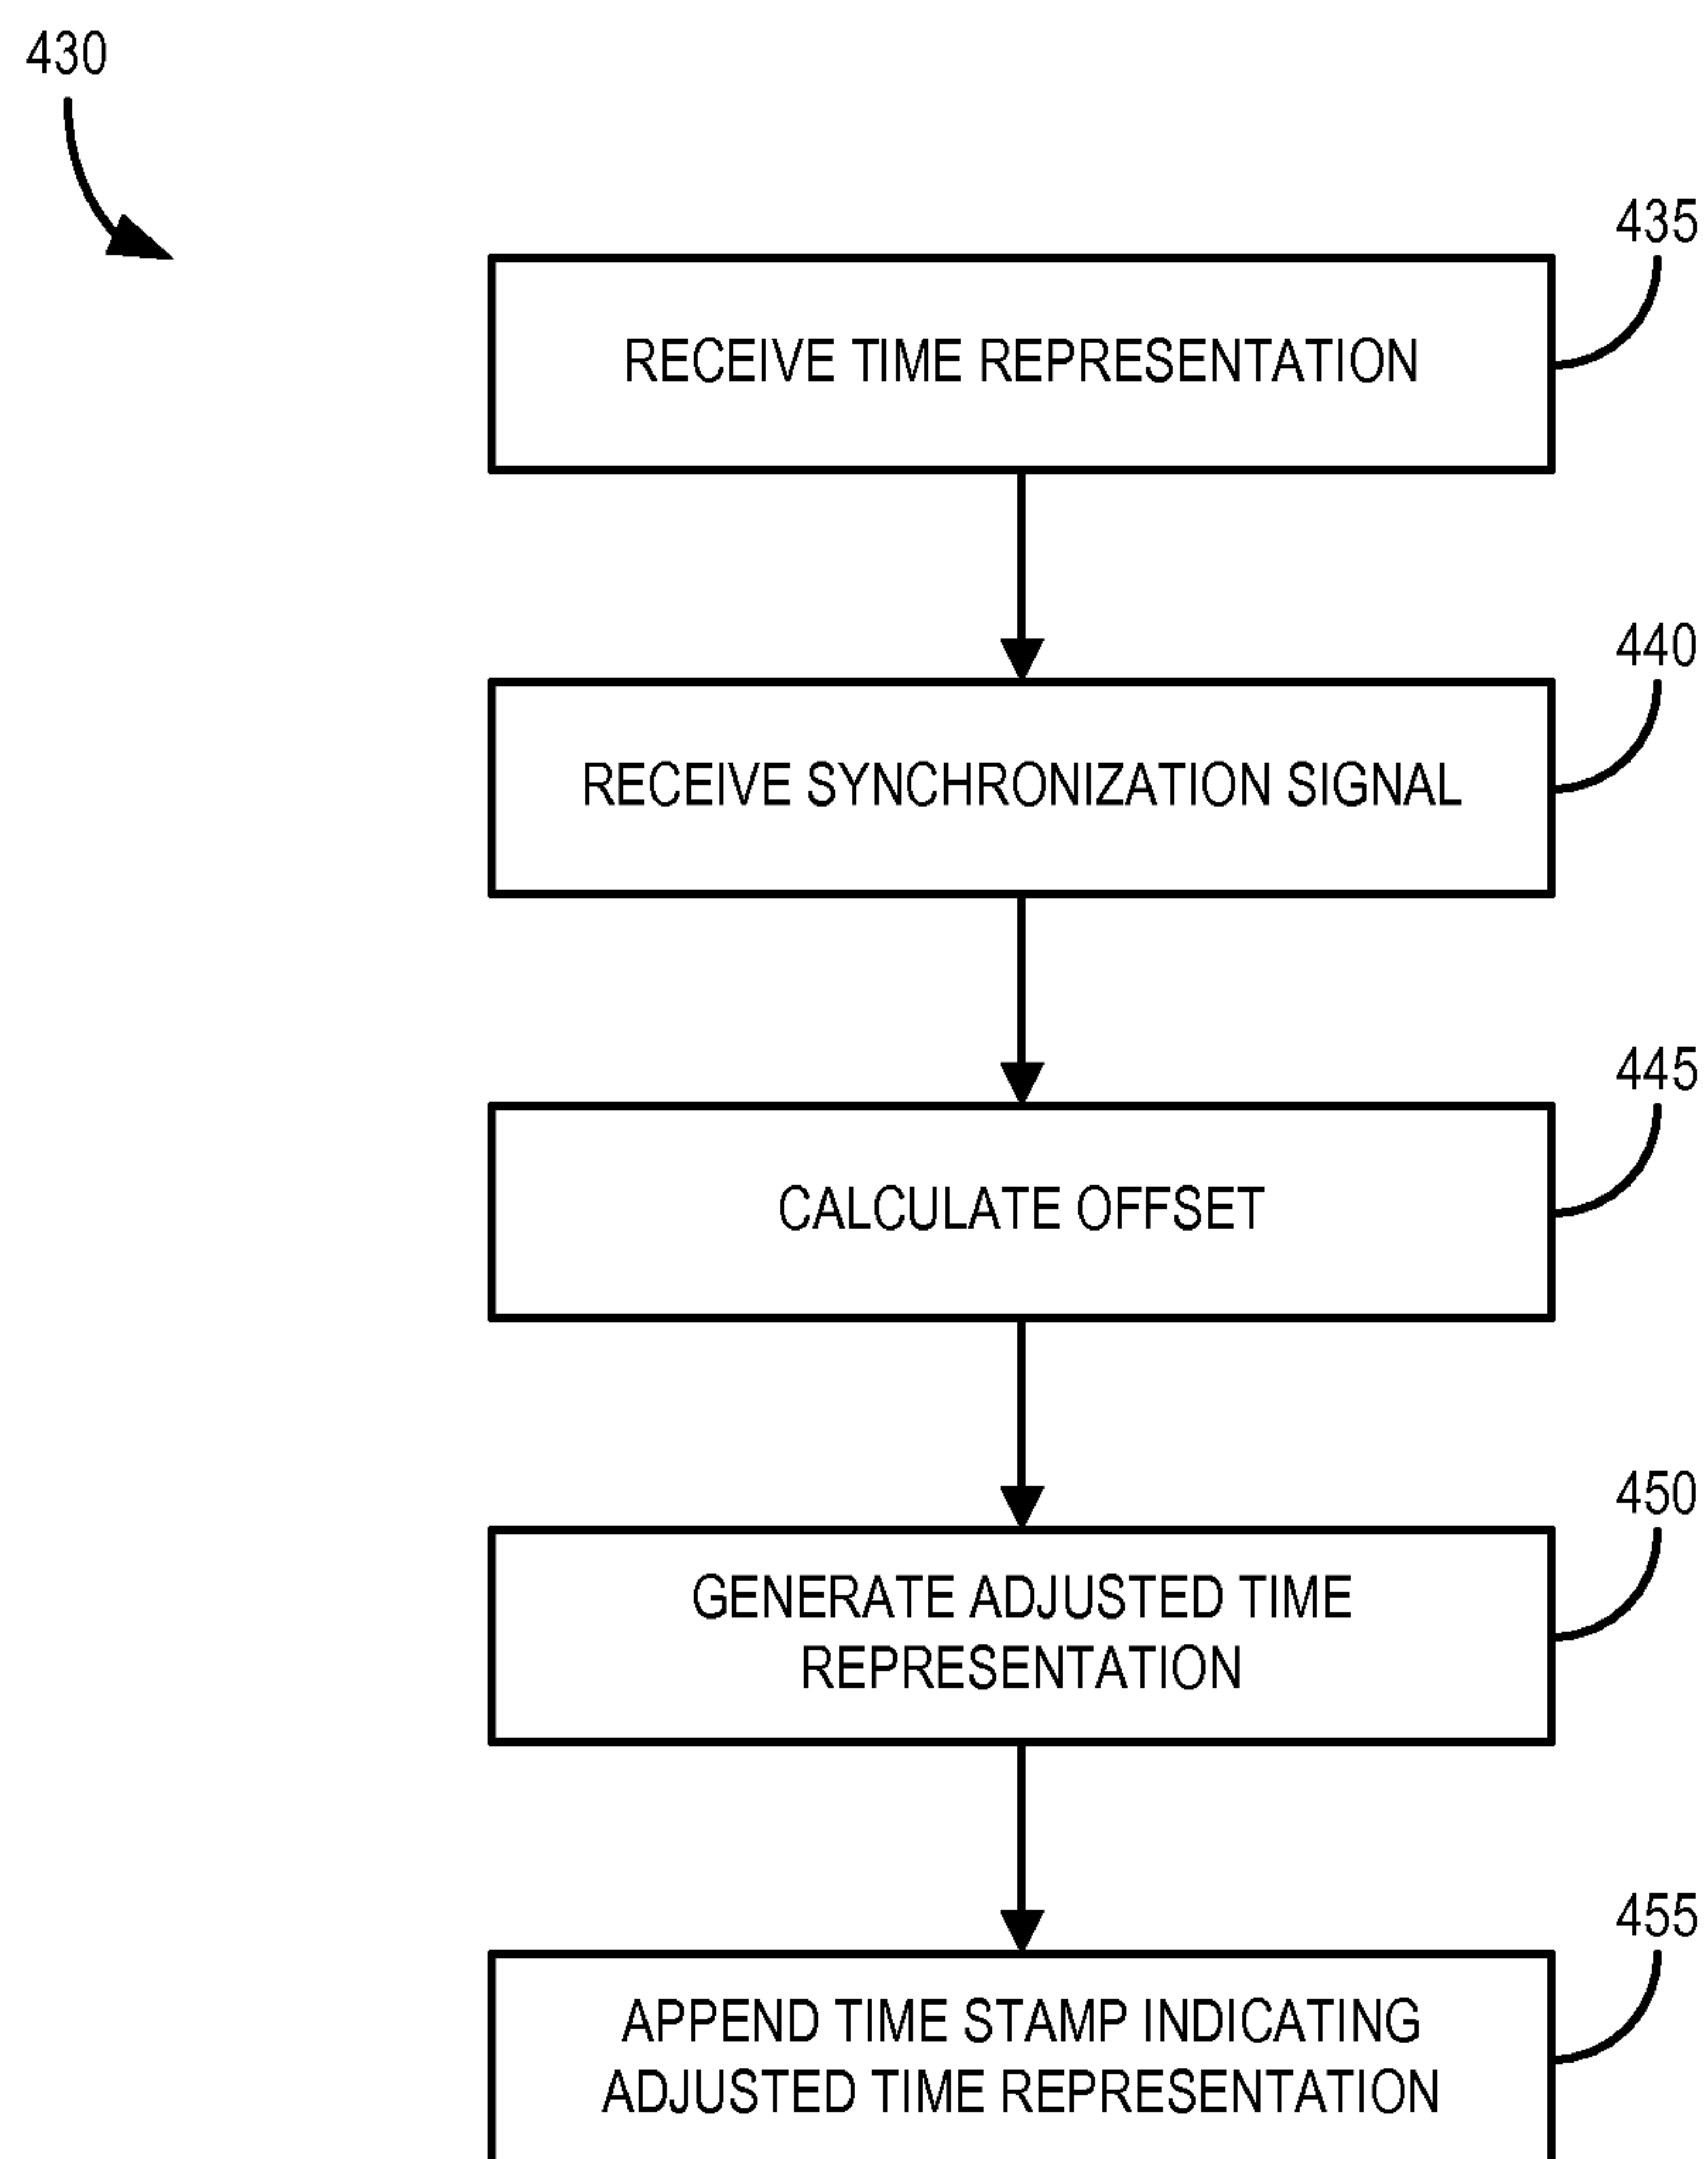 430
435
RECEIVE TIME REPRESENTATION
440
RECEIVE SYNCHRONIZATION SIGNAL
445
CALCULATE OFFSET
450
GENERATE ADJUSTED TIME
REPRESENTATION
455
APPEND TIME STAMP INDICATING
ADJUSTED TIME REPRESENTATION